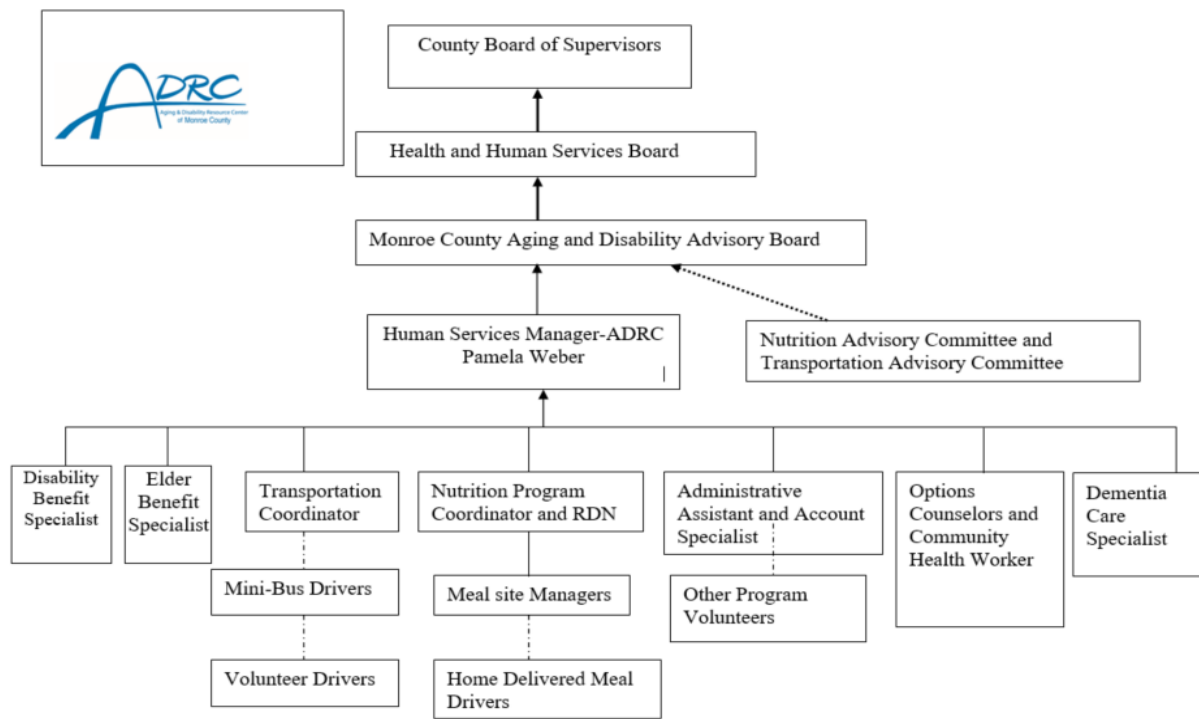 ADRC
Aging & Disability Resource Center
of Monroe County
County Board of Supervisors
Health and Human Services Board
Monroe County Aging and Disability Advisory Board
Human Services Manager-ADRC
Pamela Weber
Nutrition Advisory Committee and
Transportation Advisory Committee
Disability
Benefit
Specialist
Elder
Benefit
Specialist
Transportation
Coordinator
Nutrition Program
Coordinator and RDN
Administrative
Assistant and Account
Specialist
Options
Counselors and
Community
Health Worker
Dementia
Care
Specialist
Mini-Bus Drivers
Meal site Managers
Other Program
Volunteers
Volunteer Drivers
Home Delivered Meal
Drivers